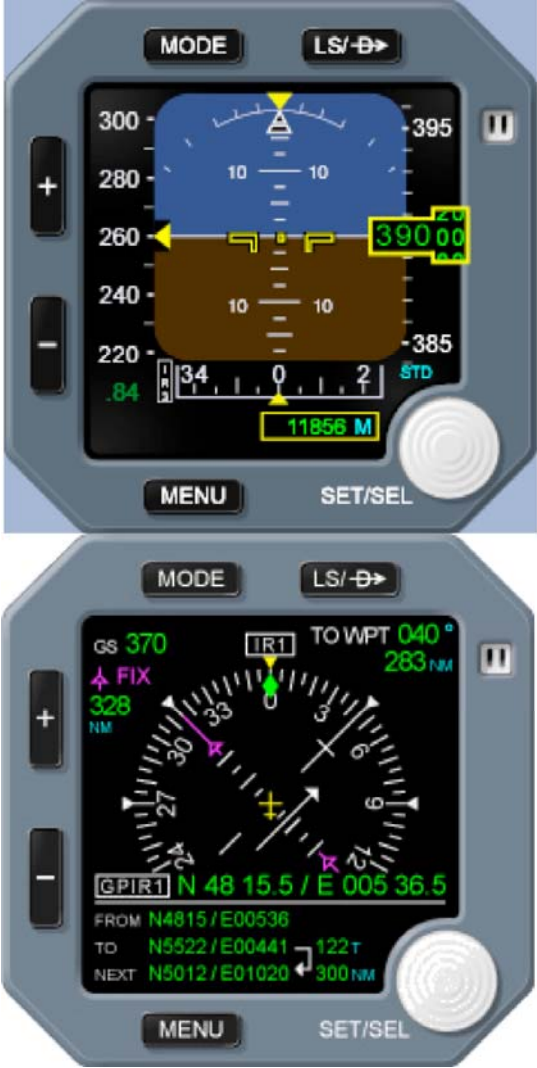 MODE LS/-D->
300 395
280 10 10
+
260 390 20 00 80
240 10 10
-
220 385
.84 IR3 34 0 2 STD
11856 M
MENU SET/SEL
MODE LS/-D->
GS 370 IR1 TO WPT 040 °
FIX 283 NM
328
NM
+
33 0 3
30 6
27 9
24 12
-
GPIR1 N 48 15.5 / E 005 36.5
FROM N4815/E00536
TO N5522/E00441 122 T
NEXT N5012/E01020 300 NM
MENU SET/SEL